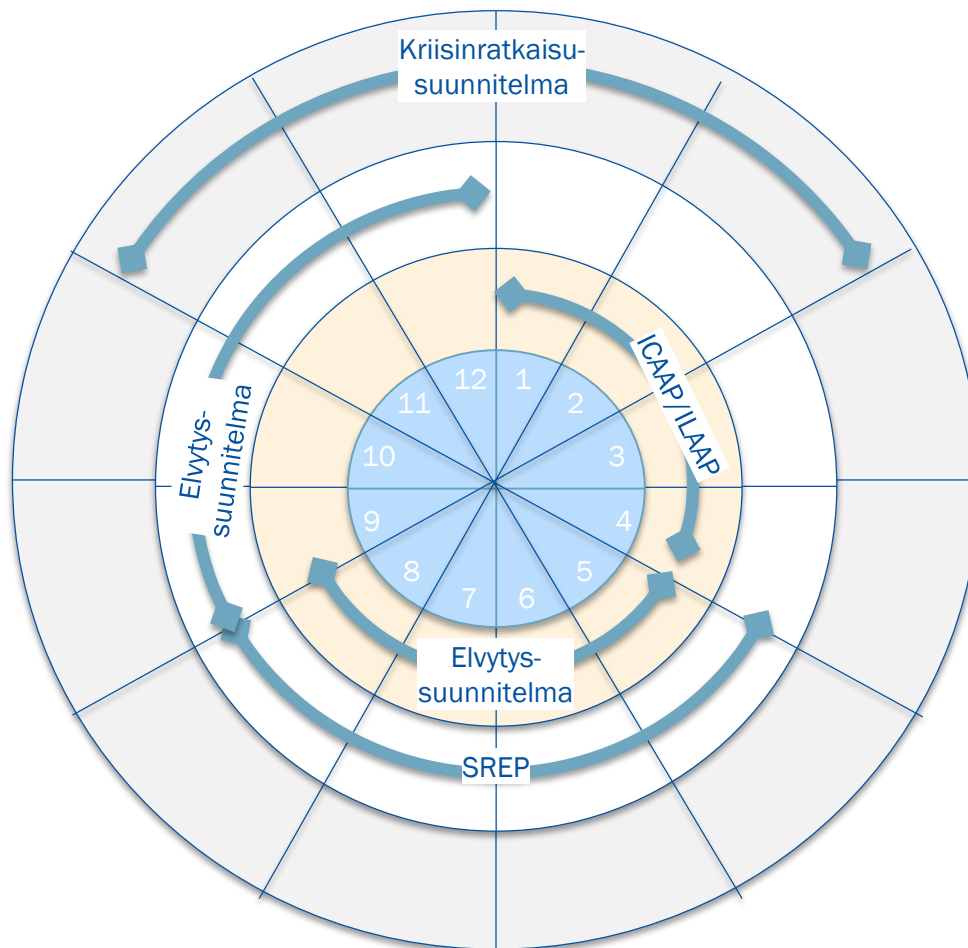 Kriisinratkaisu-
suunnitelma
ICAAP/ILAAP
Elvytys-
suunnitelma
12
1
11
2
10
3
9
4
8
5
7
6
Elvytys-
suunnitelma
SREP